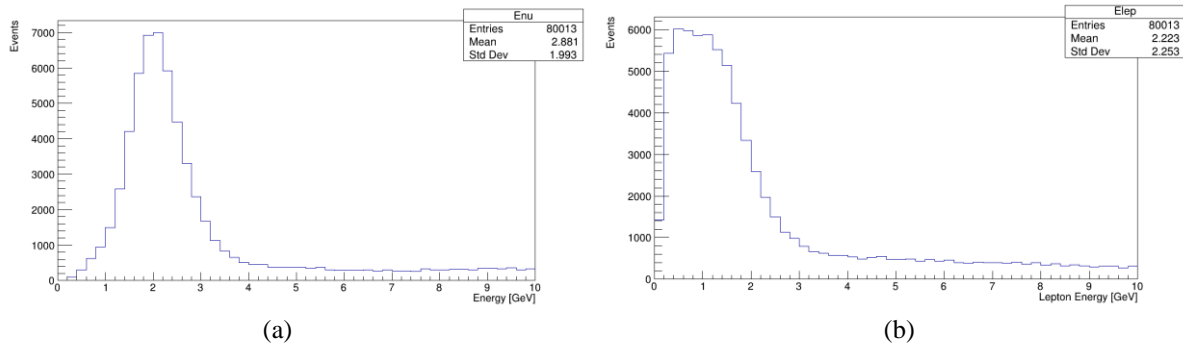 Enu
Entries 80013
Mean 2.881
Std Dev 1.993
Events
7000
6000
5000
4000
3000
2000
1000
0
0 1 2 3 4 5 6 7 8 9 10
Energy [GeV]
(a)
Elep
Entries 80013
Mean 2.223
Std Dev 2.253
Events
6000
5000
4000
3000
2000
1000
0
0 1 2 3 4 5 6 7 8 9 10
Lepton Energy [GeV]
(b)